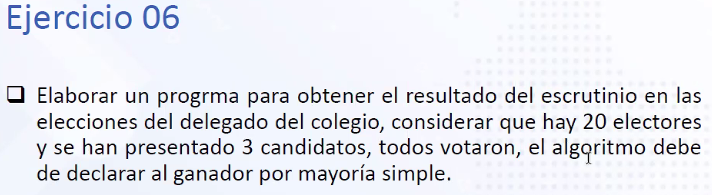 Ejercicio 06
Elaborar un progrma para obtener el resultado del escrutinio en las
elecciones del delegado del colegio, considerar que hay 20 electores
y se han presentado 3 candidatos, todos votaron, el algoritmo debe
de declarar al ganador por mayoría simple.